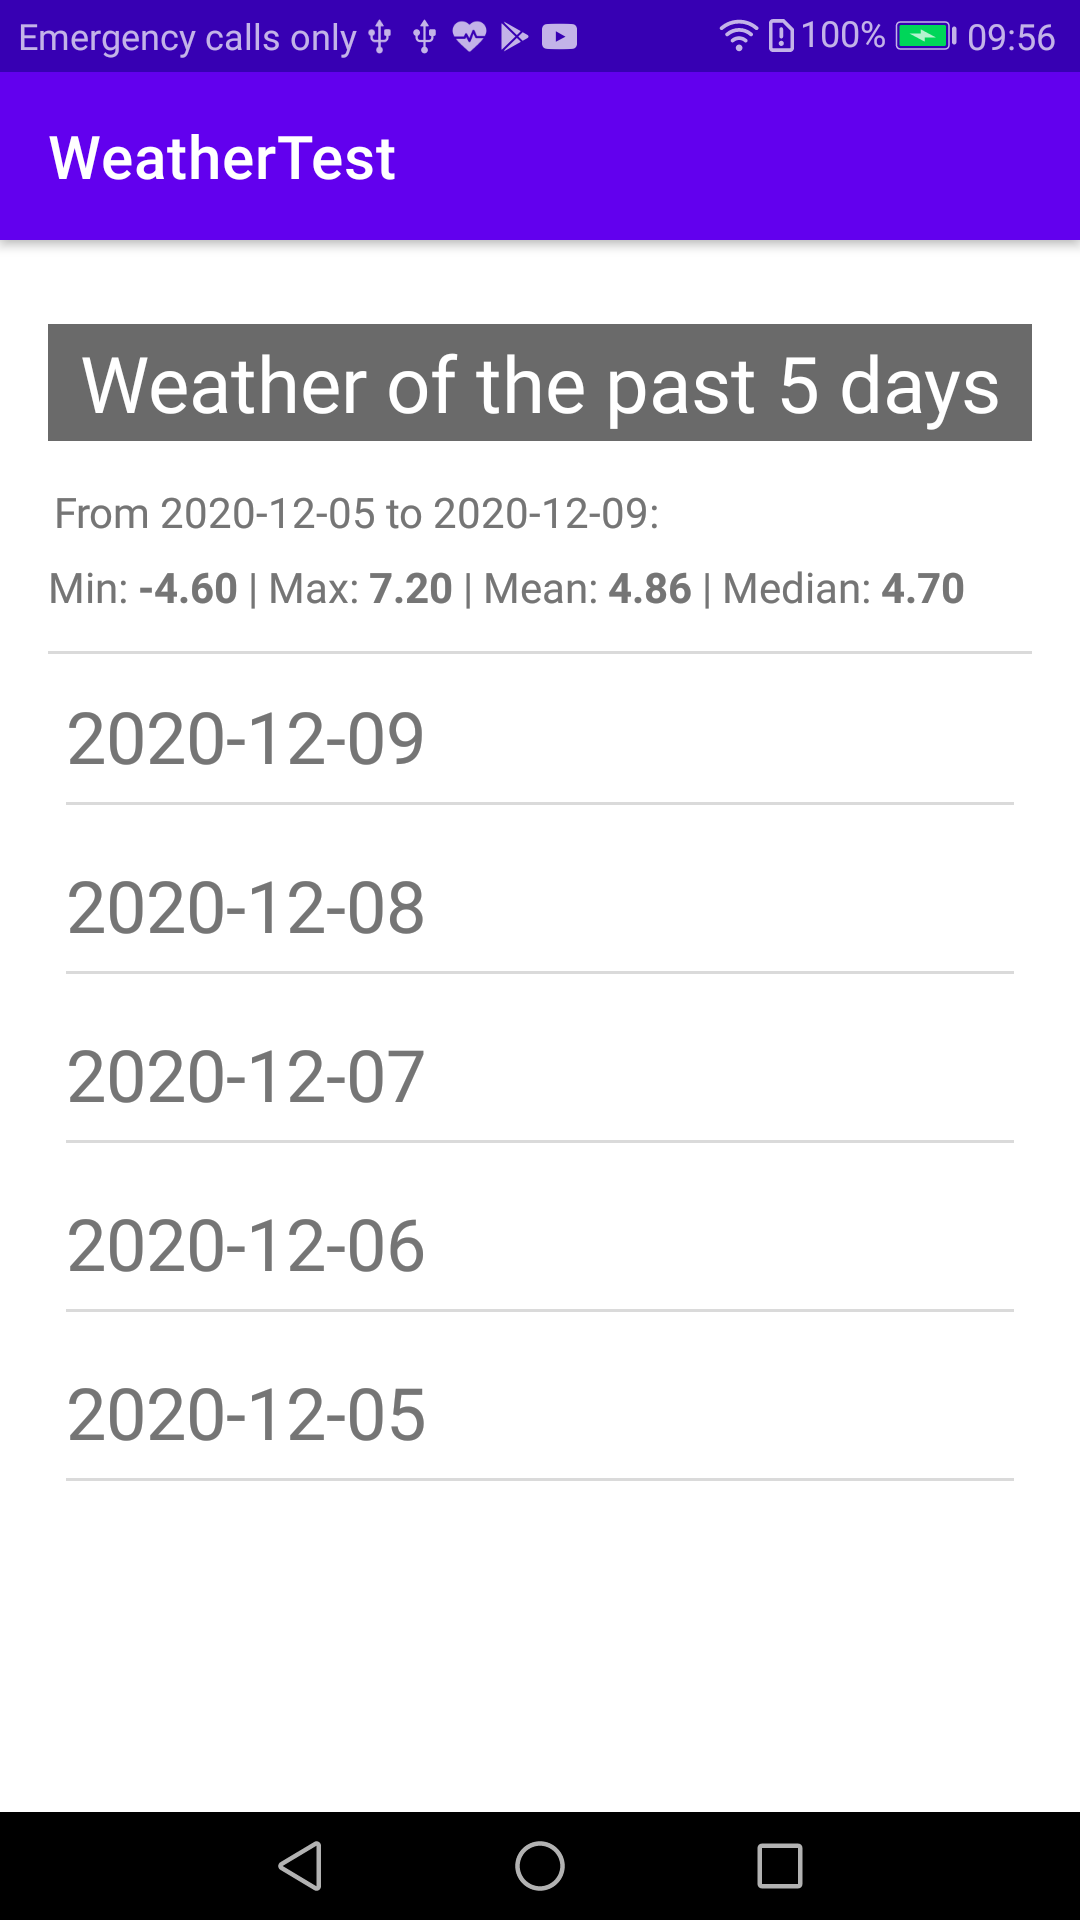 Emergency calls only 100% 09:56
WeatherTest
Weather of the past 5 days
From 2020-12-05 to 2020-12-09:
Min: -4.60 | Max: 7.20 | Mean: 4.86 | Median: 4.70
2020-12-09
2020-12-08
2020-12-07
2020-12-06
2020-12-05